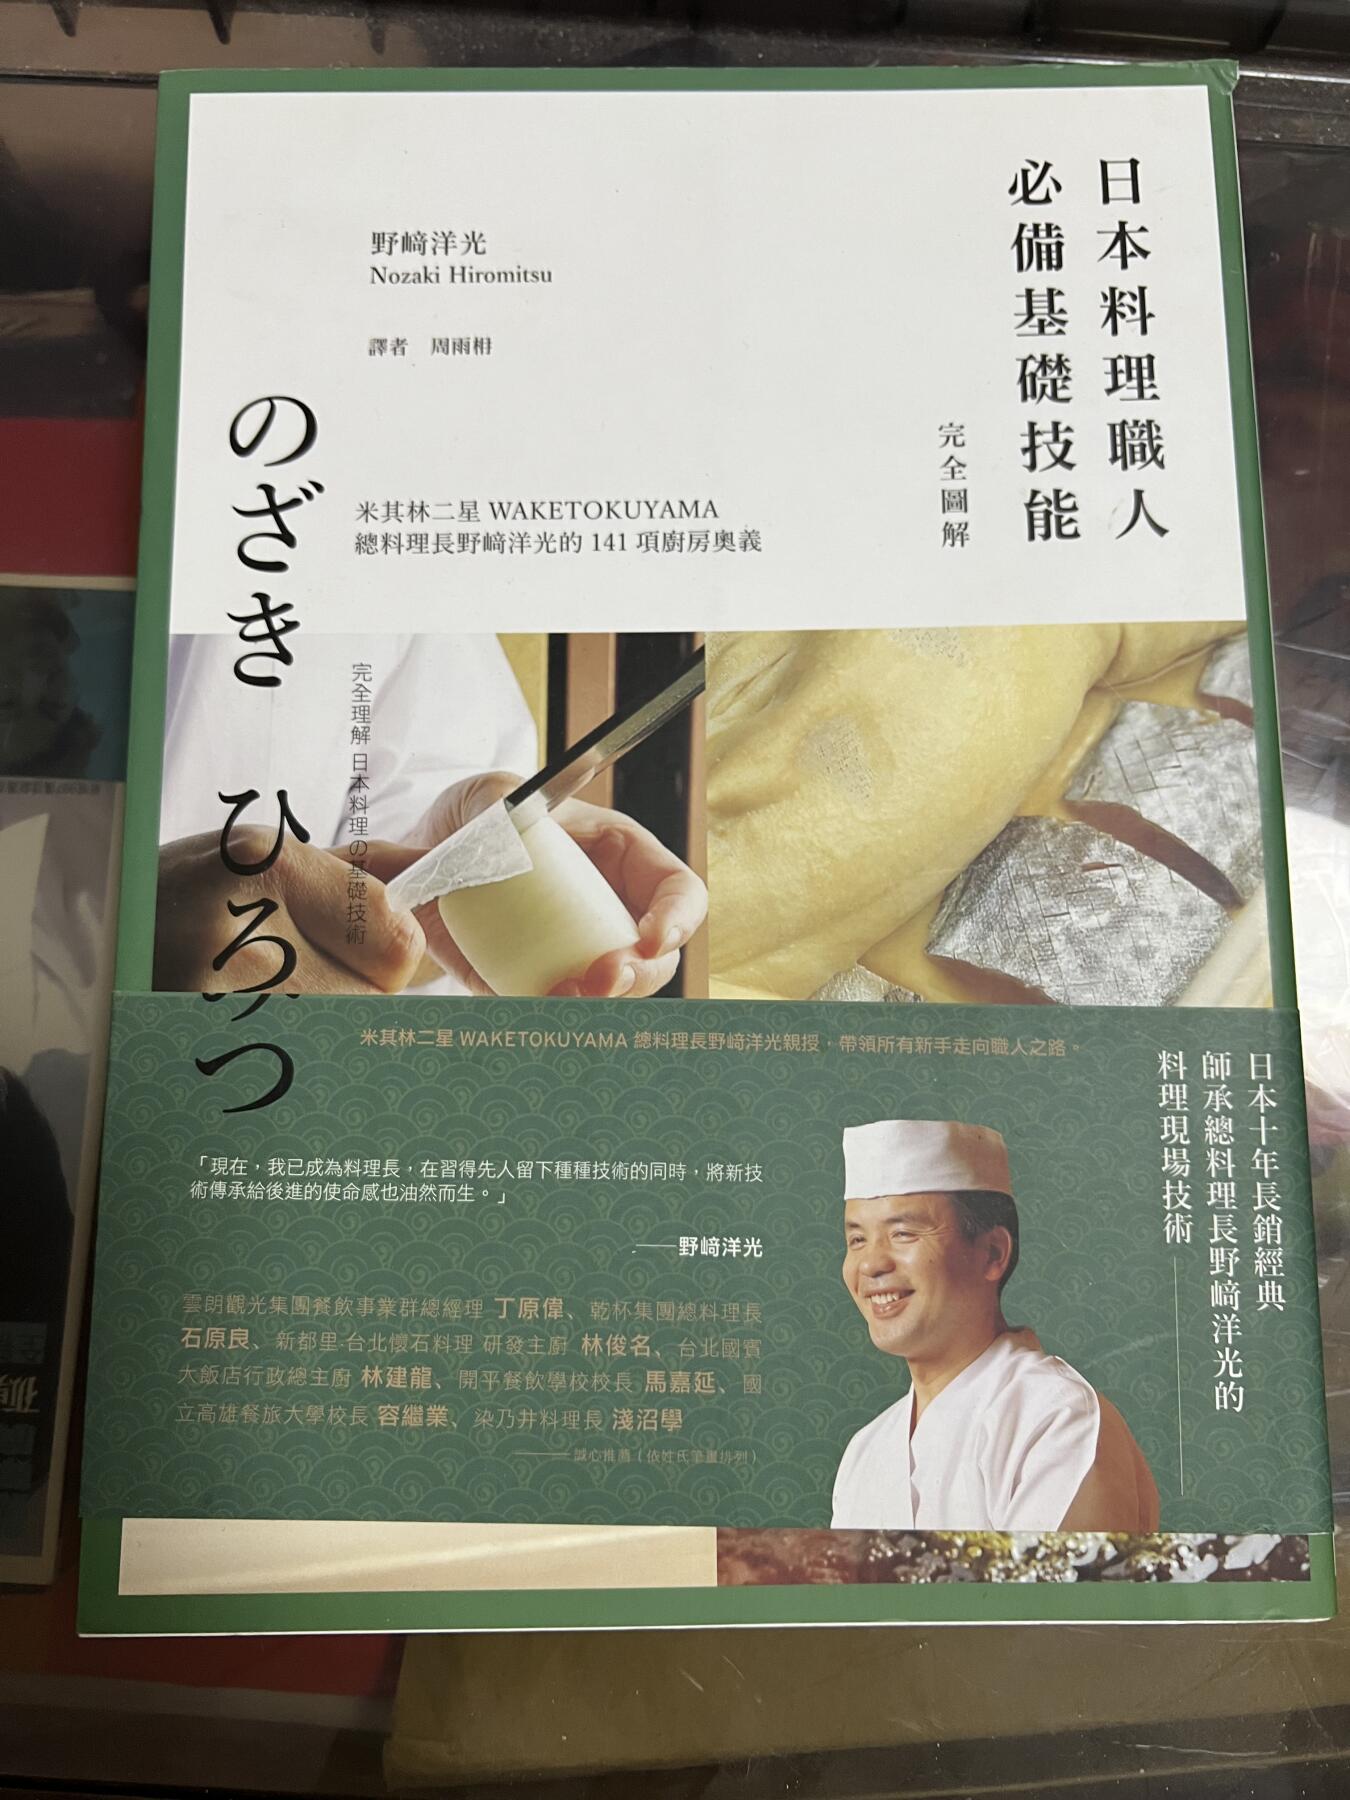 日本料理職人
必備基礎技能
完全圖解
野﨑洋光
Nozaki Hiromitsu
譯者 周雨枏
米其林二星 WAKETOKUYAMA
總料理長野﨑洋光的 141 項廚房奧義
のざき ひろ
つ
完全理解 日本料理の基礎技術
米其林二星 WAKETOKUYAMA 總料理長野﨑洋光親授，帶領所有新手走向職人之路。
日本十年長銷經典
師承總料理長野﨑洋光的
料理現場技術
「現在，我已成為料理長，在習得先人留下種種技術的同時，將新技
術傳承給後進的使命感也油然而生。」
——野﨑洋光
雲朗觀光集團餐飲事業群總經理 丁原偉、乾杯集團總料理長
石原良、新都里‧台北懷石料理 研發主廚 林俊名、台北國賓
大飯店行政總主廚 林建龍、開平餐飲學校校長 馬嘉延、國
立高雄餐旅大學校長 容繼業、染乃井料理長 淺沼學
——誠心推薦（依姓氏筆畫排列）